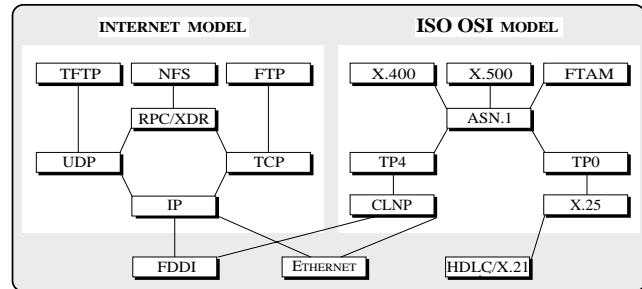 INTERNET MODEL
ISO OSI MODEL
TFTP NFS FTP
X.400 X.500 FTAM
RPC/XDR
ASN.1
UDP TCP
TP4 TP0
IP
CLNP X.25
FDDI ETHERNET HDLC/X.21